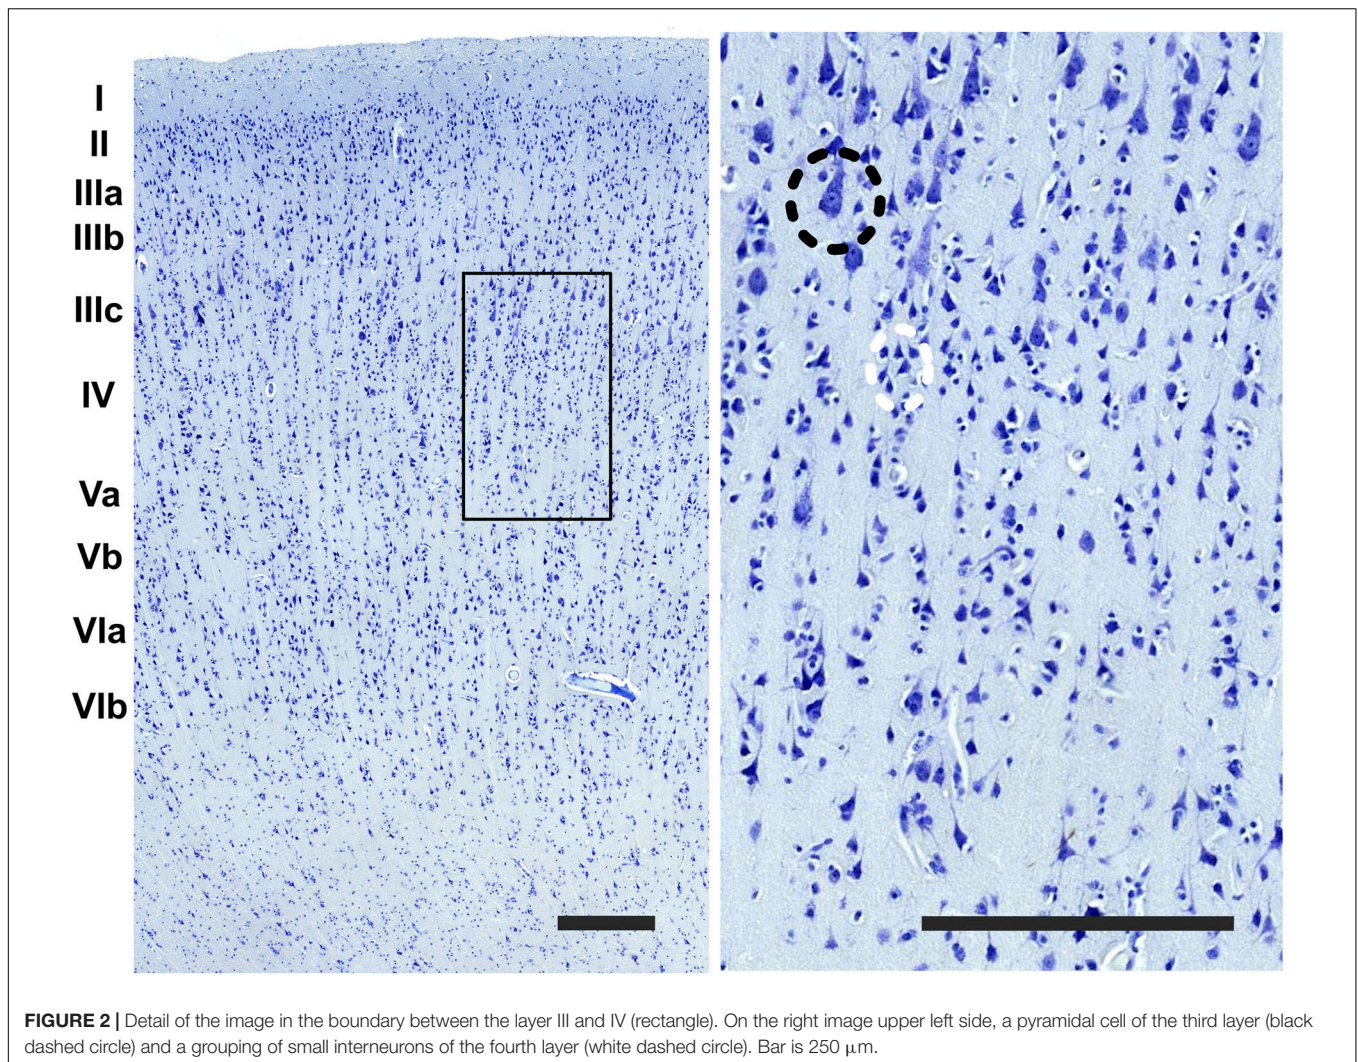 I
II
IIIa
IIIb
IIIc
IV
Va
Vb
VIa
VIb
FIGURE 2 | Detail of the image in the boundary between the layer III and IV (rectangle). On the right image upper left side, a pyramidal cell of the third layer (black
dashed circle) and a grouping of small interneurons of the fourth layer (white dashed circle). Bar is 250 μm.